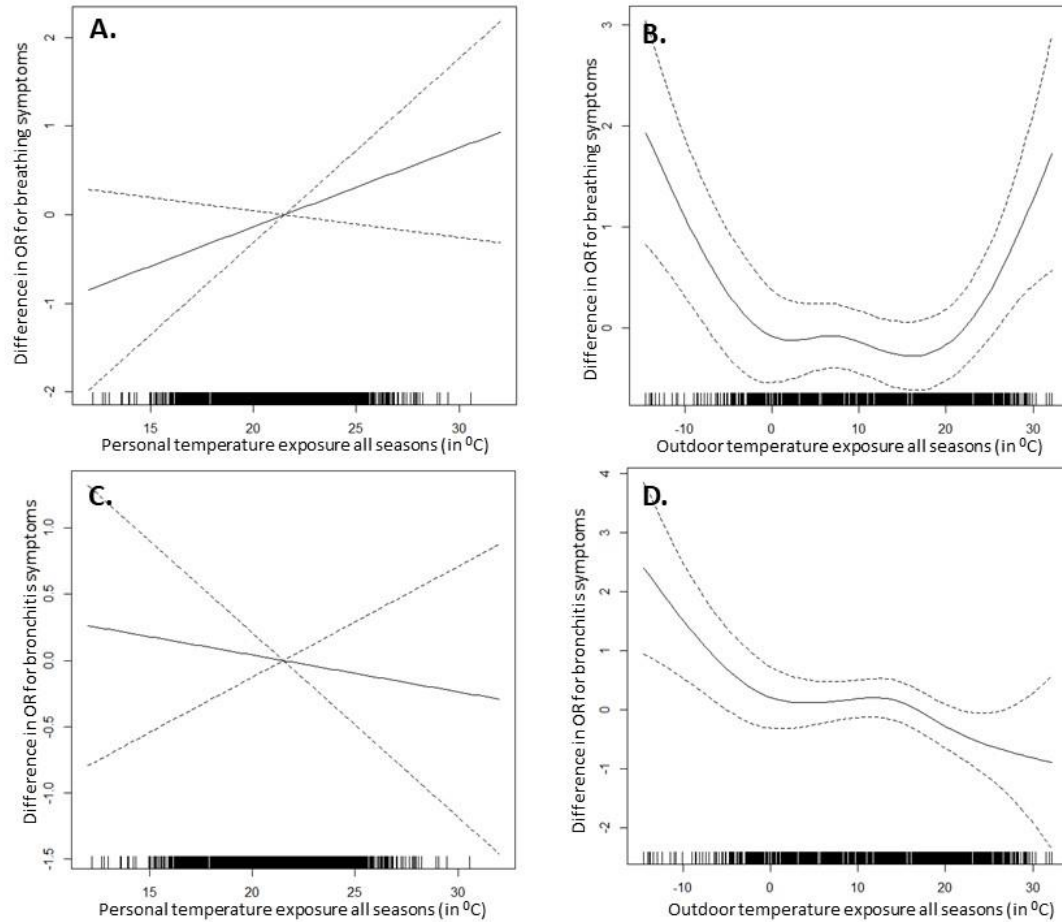 A.
Difference in OR for breathing symptoms
2
1
0
-1
-2
15 20 25 30
Personal temperature exposure all seasons (in ⁰C)
B.
Difference in OR for breathing symptoms
3
2
1
0
-10 0 10 20 30
Outdoor temperature exposure all seasons (in ⁰C)
C.
Difference in OR for bronchitis symptoms
1.0
0.5
0.0
-0.5
-1.0
-1.5
15 20 25 30
Personal temperature exposure all seasons (in ⁰C)
D.
Difference in OR for bronchitis symptoms
4
3
2
1
0
-1
-2
-10 0 10 20 30
Outdoor temperature exposure all seasons (in ⁰C)